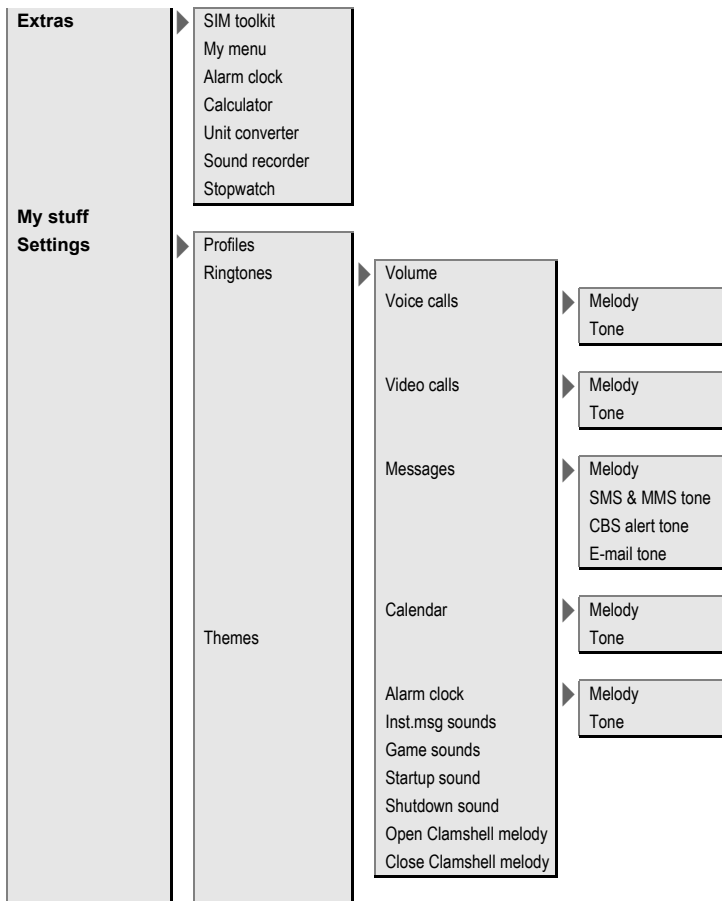 Extras
SIM toolkit
My menu
Alarm clock
Calculator
Unit converter
Sound recorder
Stopwatch
My stuff
Settings
Profiles
Ringtones
Volume
Voice calls
Melody
Tone
Video calls
Melody
Tone
Messages
Melody
SMS & MMS tone
CBS alert tone
E-mail tone
Calendar
Melody
Tone
Themes
Alarm clock
Melody
Tone
Inst.msg sounds
Game sounds
Startup sound
Shutdown sound
Open Clamshell melody
Close Clamshell melody